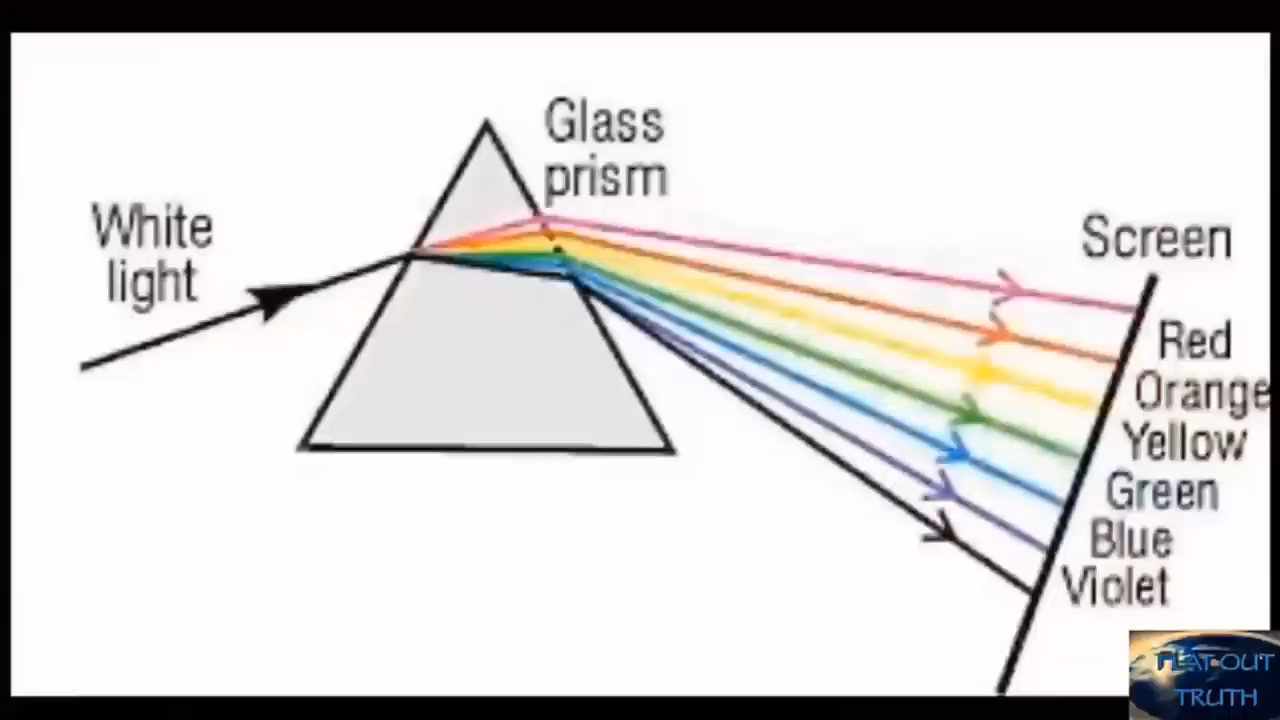 Glass
prism
White
light
Screen
Red
Orange
Yellow
Green
Blue
Violet
FLAT-OUT
TRUTH